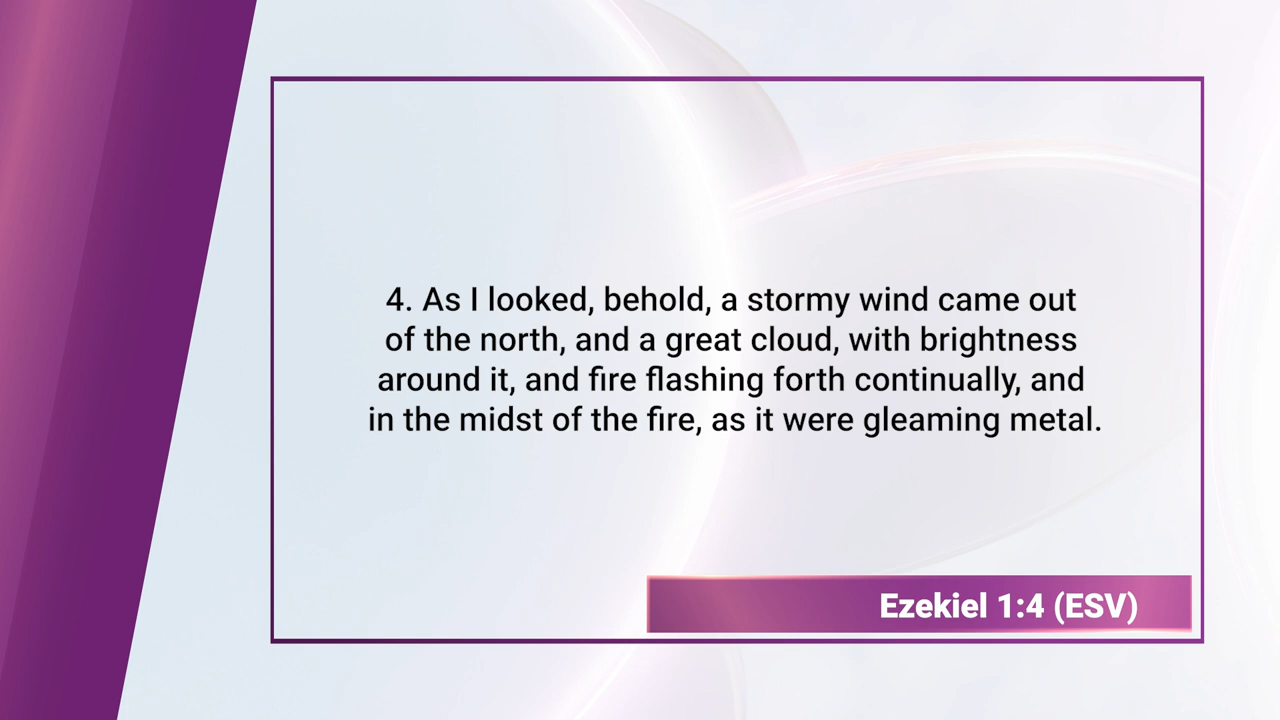 4. As I looked, behold, a stormy wind came out
of the north, and a great cloud, with brightness
around it, and fire flashing forth continually, and
in the midst of the fire, as it were gleaming metal.
Ezekiel 1:4 (ESV)